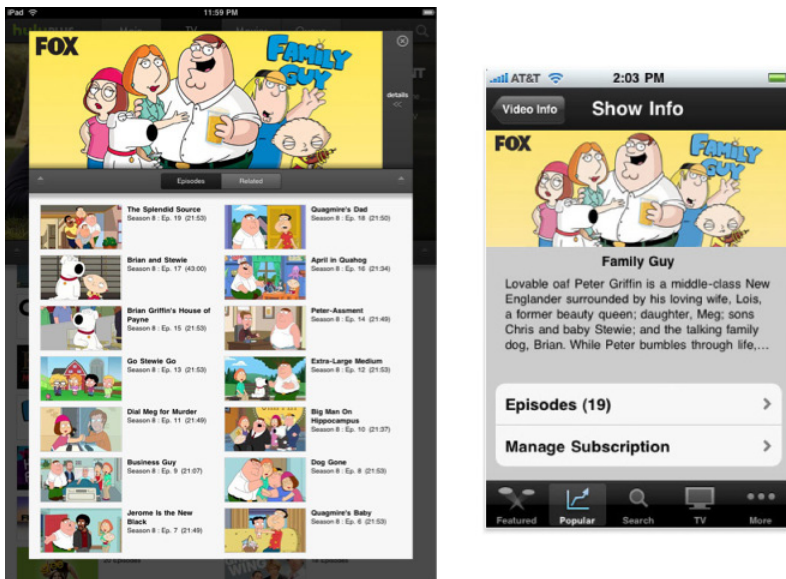 iPad
11:59 PM
hulu PLUS
TV
FOX
FAMILY
GUY
details
Episodes
Related
The Splendid Source
Season 8 : Ep. 19 (21:53)
Quagmire's Dad
Season 8 : Ep. 18 (21:50)
Brian and Stewie
Season 8 : Ep. 17 (43:00)
April in Quahog
Season 8 : Ep. 16 (21:34)
Brian Griffin's House of
Payne
Season 8 : Ep. 15 (21:53)
Peter-Assment
Season 8 : Ep. 14 (21:49)
Go Stewie Go
Season 8 : Ep. 13 (21:53)
Extra-Large Medium
Season 8 : Ep. 12 (21:53)
Dial Meg for Murder
Season 8 : Ep. 11 (21:49)
Big Man On
Hippocampus
Season 8 : Ep. 10 (21:37)
Business Guy
Season 8 : Ep. 9 (21:07)
Dog Gone
Season 8 : Ep. 8 (21:53)
Jerome Is the New
Black
Season 8 : Ep. 7 (21:49)
Quagmire's Baby
Season 8 : Ep. 6 (21:53)
AT&T
2:03 PM
Video Info
Show Info
FOX
FAMILY
GUY
Family Guy
Lovable oaf Peter Griffin is a middle-class New
Englander surrounded by his loving wife, Lois,
a former beauty queen; daughter, Meg; sons
Chris and baby Stewie; and the talking family
dog, Brian. While Peter bumbles through life,...
Episodes (19)
Manage Subscription
Featured
Popular
Search
TV
More